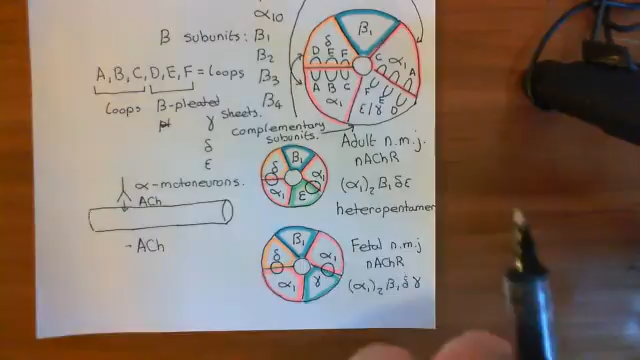 α10
β subunits: β1
β2
β3
β4
A, B, C, D, E, F = loops
loops β-pleated
sheets.
γ
δ
ε
complementary
subunits.
β1
δ
D E F
A B C
α1
C α1 A
F E D
ε/γ
α-motoneurons.
ACh
-ACh
β1
δ
α1
α1
ε
Adult n.m.j.
nAChR
(α1)2 β1 δ ε
heteropentamer
β1
δ
α1
α1
γ
Fetal n.m.j
nAChR
(α1)2 β1 δ γ